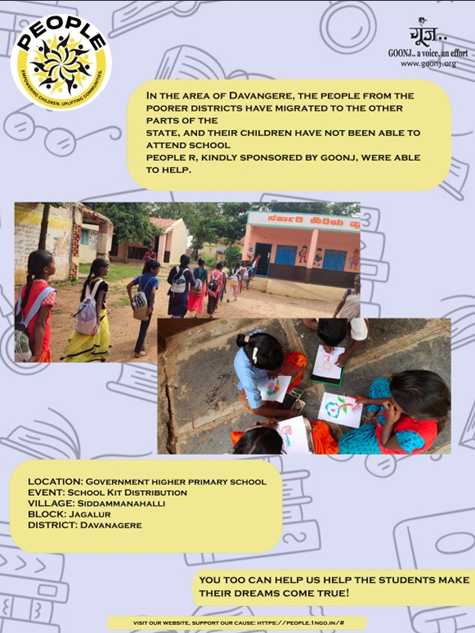 PEOPLE
EMPOWERING CHILDREN, UPLIFTING COMMUNITIES
गूंज..
GOONJ.. a voice, an effort
www.goonj.org
IN THE AREA OF DAVANGERE, THE PEOPLE FROM THE
POORER DISTRICTS HAVE MIGRATED TO THE OTHER
PARTS OF THE
STATE, AND THEIR CHILDREN HAVE NOT BEEN ABLE TO
ATTEND SCHOOL
PEOPLE R, KINDLY SPONSORED BY GOONJ, WERE ABLE
TO HELP.
ಸರ್ಕಾರಿ ಹಿರಿಯ ಪ್ರಾ
LOCATION: GOVERNMENT HIGHER PRIMARY SCHOOL
EVENT: SCHOOL KIT DISTRIBUTION
VILLAGE: SIDDAMMANAHALLI
BLOCK: JAGALUR
DISTRICT: DAVANAGERE
YOU TOO CAN HELP US HELP THE STUDENTS MAKE
THEIR DREAMS COME TRUE!
VISIT OUR WEBSITE, SUPPORT OUR CAUSE: HTTPS://PEOPLE.1NGO.IN/#